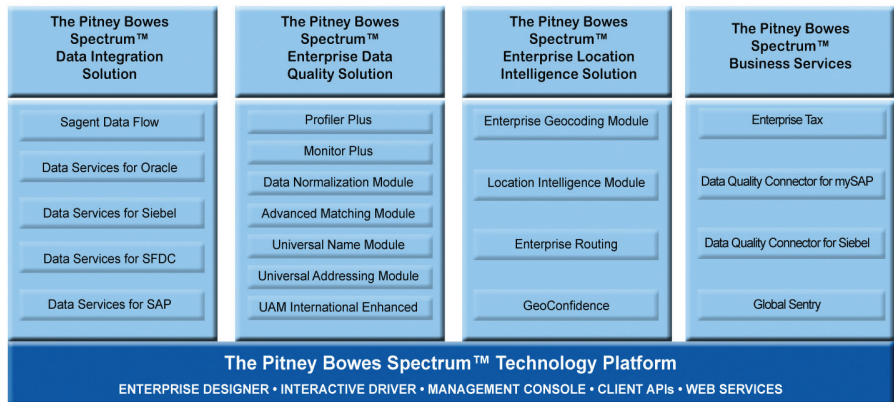 The Pitney Bowes
Spectrum™
Data Integration
Solution
Sagent Data Flow
Data Services for Oracle
Data Services for Siebel
Data Services for SFDC
Data Services for SAP
The Pitney Bowes
Spectrum™
Enterprise Data
Quality Solution
Profiler Plus
Monitor Plus
Data Normalization Module
Advanced Matching Module
Universal Name Module
Universal Addressing Module
UAM International Enhanced
The Pitney Bowes
Spectrum™
Enterprise Location
Intelligence Solution
Enterprise Geocoding Module
Location Intelligence Module
Enterprise Routing
GeoConfidence
The Pitney Bowes
Spectrum™
Business Services
Enterprise Tax
Data Quality Connector for mySAP
Data Quality Connector for Siebel
Global Sentry
The Pitney Bowes Spectrum™ Technology Platform
ENTERPRISE DESIGNER • INTERACTIVE DRIVER • MANAGEMENT CONSOLE • CLIENT APIs • WEB SERVICES